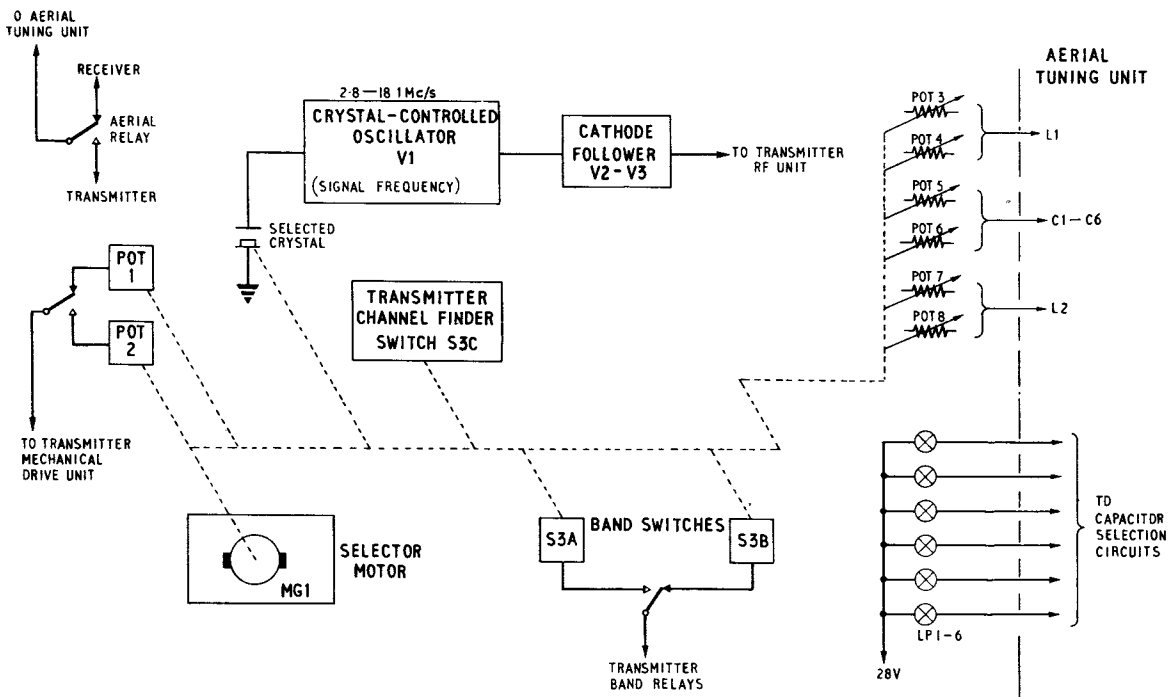 O AERIAL
TUNING UNIT
RECEIVER
AERIAL
RELAY
TRANSMITTER
2·8—18 1Mc/s
CRYSTAL-CONTROLLED
OSCILLATOR
V1
(SIGNAL FREQUENCY)
CATHODE
FOLLOWER
V2-V3
TO TRANSMITTER
RF UNIT
SELECTED
CRYSTAL
AERIAL
TUNING UNIT
POT 3
POT 4
L1
POT 5
POT 6
C1-C6
POT 7
POT 8
L2
POT
1
POT
2
TO TRANSMITTER
MECHANICAL
DRIVE UNIT
TRANSMITTER
CHANNEL FINDER
SWITCH S3C
MG1
SELECTOR
MOTOR
S3A
BAND SWITCHES
S3B
TRANSMITTER
BAND RELAYS
TD
CAPACITOR
SELECTION
CIRCUITS
LP1-6
28V